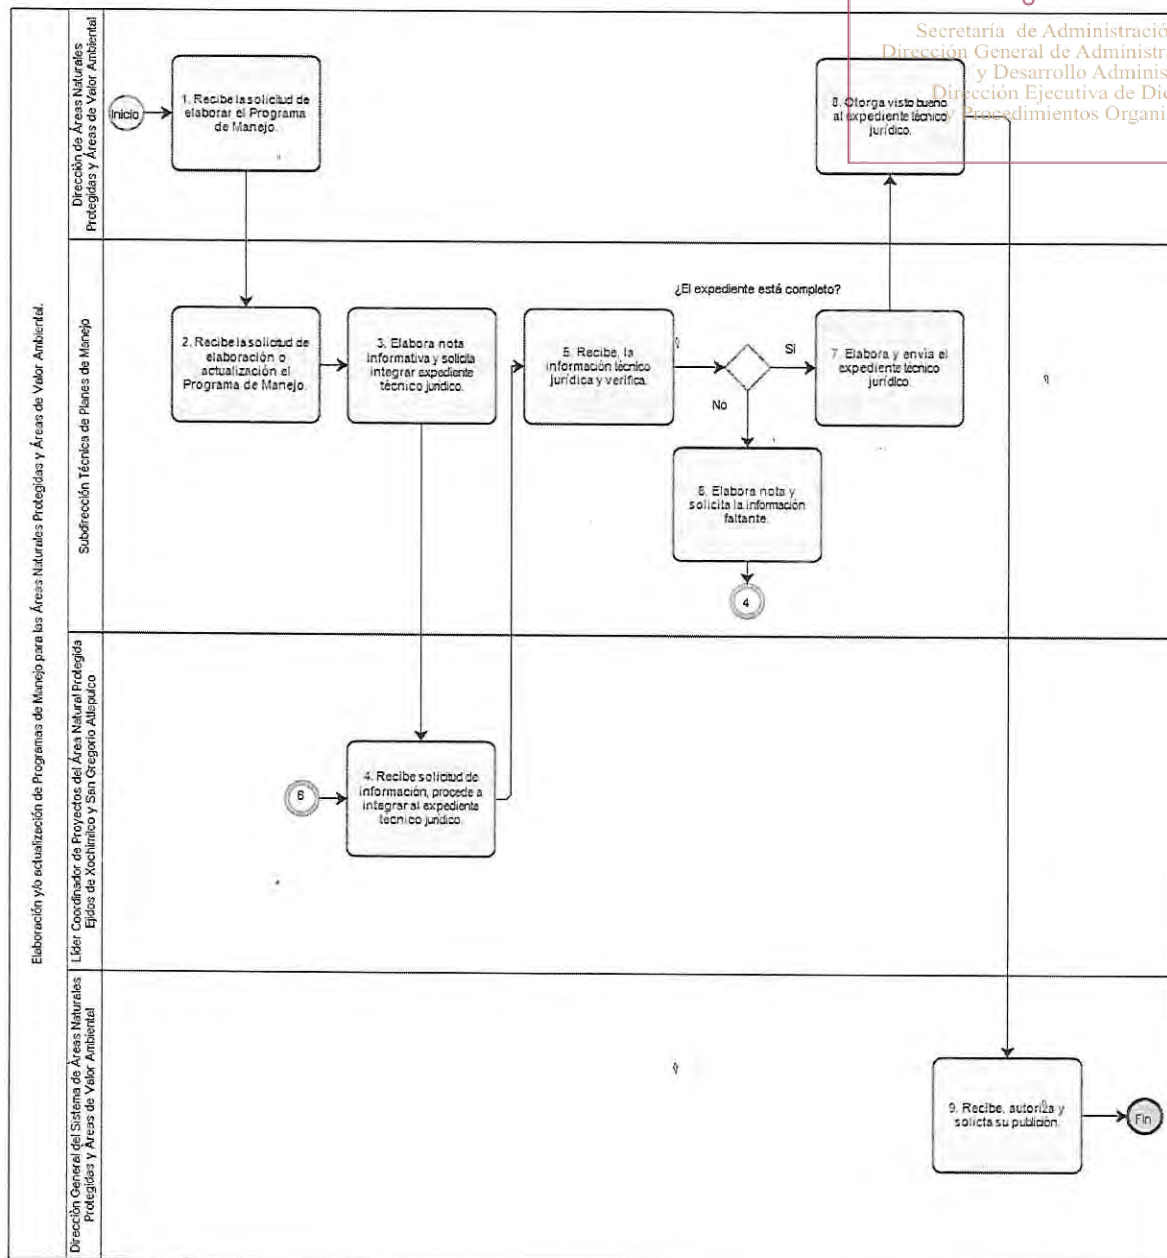 Secretaría de Administració
Dirección General de Administra
y Desarrollo Adminis
Dirección Ejecutiva de Dic
y Procedimientos Organi
Elaboración y/o actualización de Programas de Manejo para las Áreas Naturales Protegidas y Áreas de Valor Ambiental.
Dirección de Áreas Naturales
Protegidas y Áreas de Valor Ambiental
Inicio
1. Recibe la solicitud de
elaborar el Programa
de Manejo.
8. Otorga visto bueno
al expediente técnico
jurídico.
Subdirección Técnica de Planes de Manejo
2. Recibe la solicitud de
elaboración o
actualización el
Programa de Manejo.
3. Elabora nota
informativa y solicita
integrar expediente
técnico jurídico.
5. Recibe, la
información técnico
jurídica y verifica.
¿El expediente está completo?
Si
No
7. Elabora y envía el
expediente técnico
jurídico.
6. Elabora nota y
solicita la información
faltante.
4
Líder Coordinador de Proyectos del Área Natural Protegida
Ejidos de Xochimilco y San Gregorio Atlapulco
6
4. Recibe solicitud de
información, procede a
integrar al expediente
técnico jurídico.
Dirección General del Sistema de Áreas Naturales
Protegidas y Áreas de Valor Ambiental
9. Recibe, autoriza y
solicta su publición.
Fin